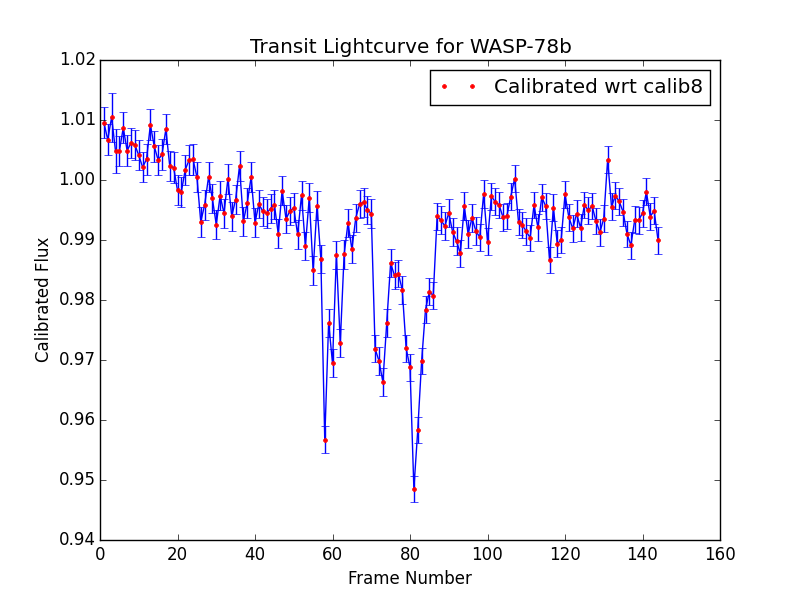 Transit Lightcurve for WASP-78b
Calibrated wrt calib8
1.02
1.01
1.00
0.99
0.98
0.97
0.96
0.95
0.94
Calibrated Flux
0 20 40 60 80 100 120 140 160
Frame Number